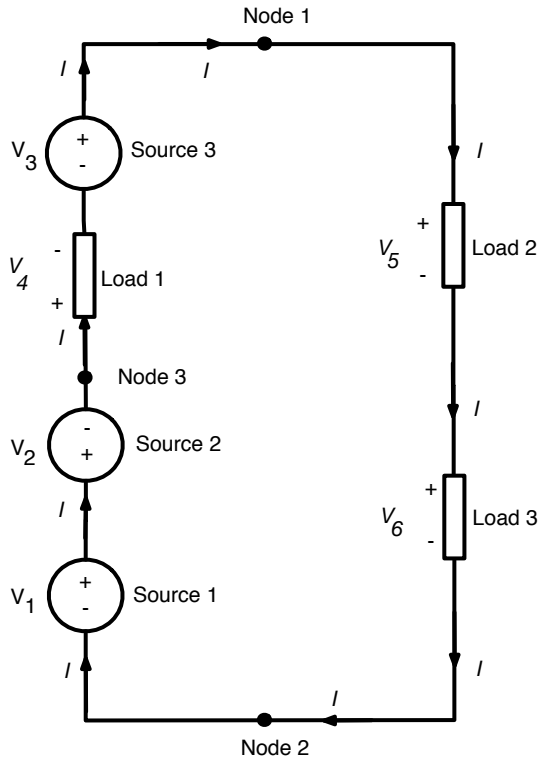 Node 1
I
I
V3
+
-
Source 3
I
-
V4
+
Load 1
+
V5
-
Load 2
I
Node 3
V2
-
+
Source 2
I
I
+
V6
-
Load 3
V1
+
-
Source 1
I
I
I
Node 2